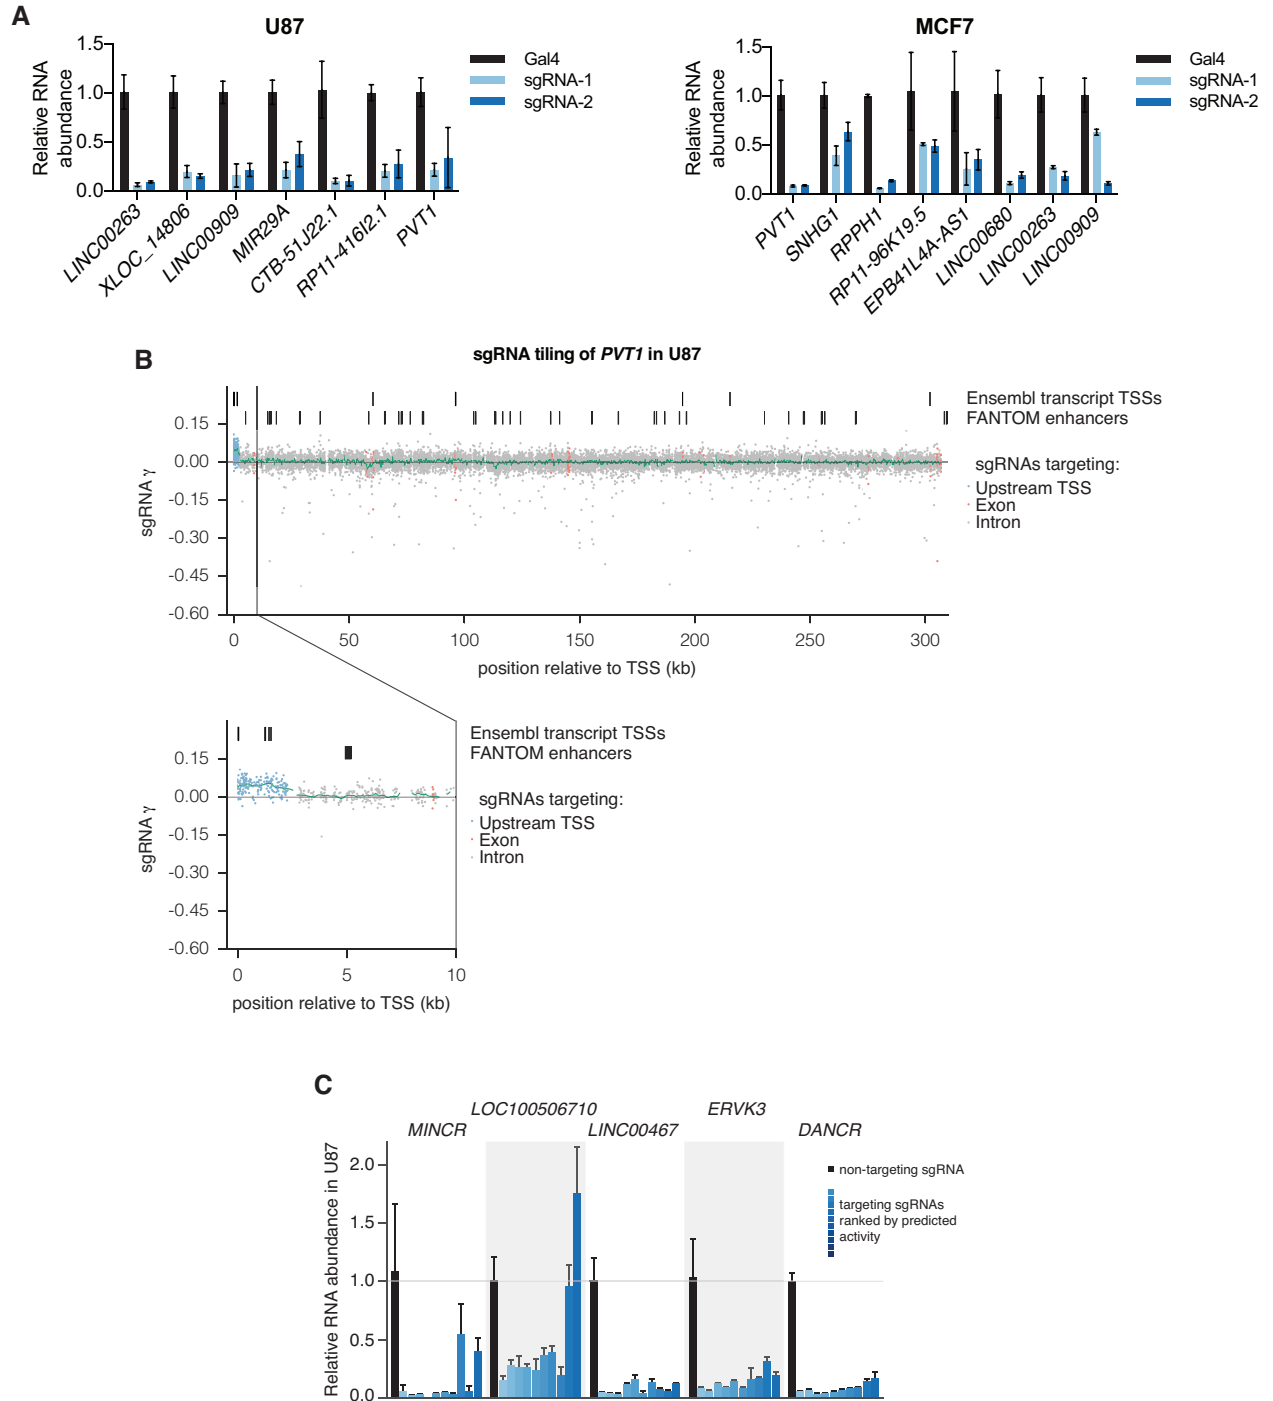 A
U87
Relative RNA
abundance
1.5
1.0
0.5
0.0
LINC00263
XLOC_14806
LINC00909
MIR29A
CTB-51J22.1
RP11-416I2.1
PVT1
Gal4
sgRNA-1
sgRNA-2
MCF7
Relative RNA
abundance
1.5
1.0
0.5
0.0
PVT1
SNHG1
RPPH1
RP11-96K19.5
EPB41L4A-AS1
LINC00680
LINC00263
LINC00909
Gal4
sgRNA-1
sgRNA-2
B
sgRNA tiling of PVT1 in U87
Ensembl transcript TSSs
FANTOM enhancers
sgRNA γ
0.15
0.00
-0.15
-0.30
-0.45
-0.60
sgRNAs targeting:
Upstream TSS
Exon
Intron
0 50 100 150 200 250 300
position relative to TSS (kb)
Ensembl transcript TSSs
FANTOM enhancers
sgRNA γ
0.15
0.00
-0.15
-0.30
-0.45
-0.60
sgRNAs targeting:
Upstream TSS
Exon
Intron
0 5 10
position relative to TSS (kb)
C
LOC100506710 ERVK3
MINCR LINC00467 DANCR
Relative RNA abundance in U87
2.0
1.5
1.0
0.5
0.0
non-targeting sgRNA
targeting sgRNAs
ranked by predicted
activity